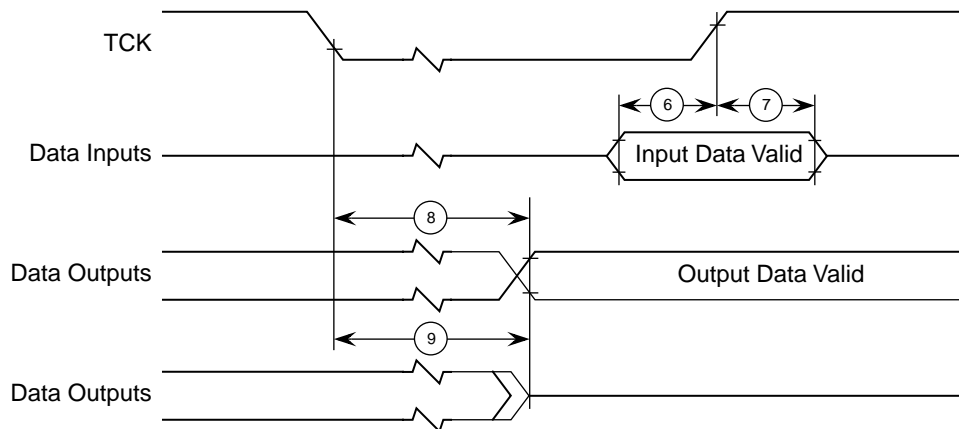 TCK
6
7
Data Inputs
Input Data Valid
8
Data Outputs
Output Data Valid
9
Data Outputs